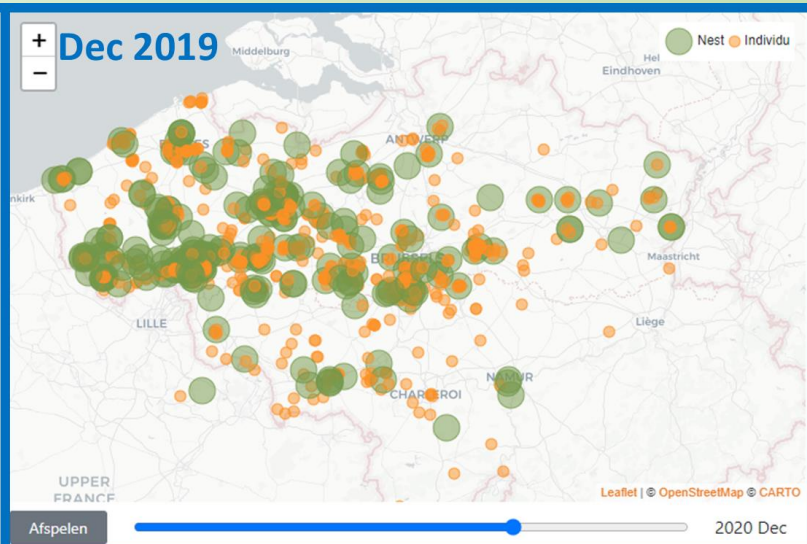 +
Dec 2019
−
Middelburg
Nest Individu
Hel
Eindhoven
ANTWERP
nkirk
BRUSSELS
Maastricht
LILLE
Liège
NAMUR
CHARLEROI
UPPER
FRANCE
Leaflet | © OpenStreetMap © CARTO
Afspelen
2020 Dec